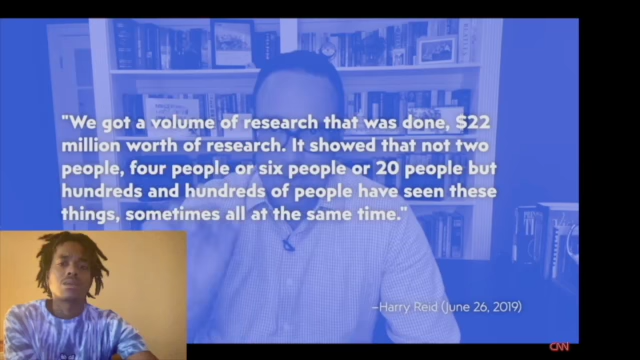 "We got a volume of research that was done, $22
million worth of research. It showed that not two
people, four people or six people or 20 people but
hundreds and hundreds of people have seen these
things, sometimes all at the same time."
–Harry Reid (June 26, 2019)
CNN